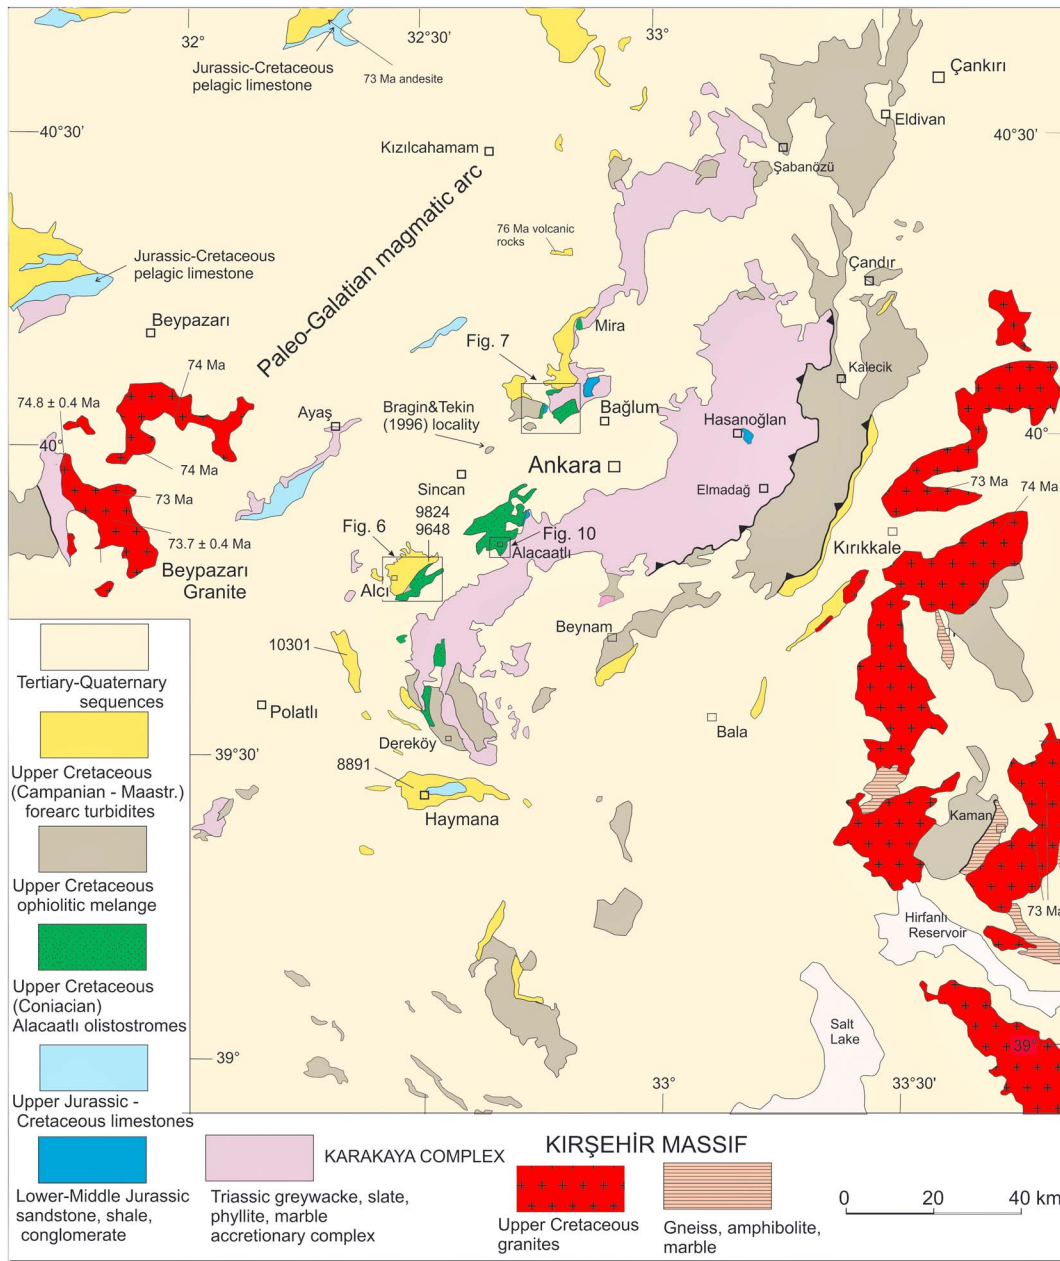 32°
32°30'
33°
Jurassic-Cretaceous
pelagic limestone
73 Ma andesite
Çankırı
Eldivan
40°30'
40°30'
Kızılcahamam
Şabanözü
Paleo-Galatian magmatic arc
76 Ma volcanic
rocks
Jurassic-Cretaceous
pelagic limestone
Çandır
Beypazarı
Mira
Fig. 7
74 Ma
Kalecik
74.8 ± 0.4 Ma
Ayaş
Bragin&Tekin
(1996) locality
Bağlum
Hasanoğlan
40°
40°
74 Ma
Ankara
Sincan
Elmadağ
73 Ma
74 Ma
73 Ma
9824
9648
Fig. 6
Fig. 10
Alacaatlı
Kırıkkale
73.7 ± 0.4 Ma
Beypazarı
Granite
Alcı
Beynam
10301
Polatlı
Bala
Dereköy
39°30'
8891
Haymana
Kaman
73 Ma
Hirfanlı
Reservoir
Salt
Lake
39°
39°
33°
33°30'
Tertiary-Quaternary
sequences
Upper Cretaceous
(Campanian - Maastr.)
forearc turbidites
Upper Cretaceous
ophiolitic melange
Upper Cretaceous
(Coniacian)
Alacaatlı olistostromes
Upper Jurassic -
Cretaceous limestones
Lower-Middle Jurassic
sandstone, shale,
conglomerate
KARAKAYA COMPLEX
Triassic greywacke, slate,
phyllite, marble
accretionary complex
KIRŞEHİR MASSIF
Upper Cretaceous
granites
Gneiss, amphibolite,
marble
0 20 40 km